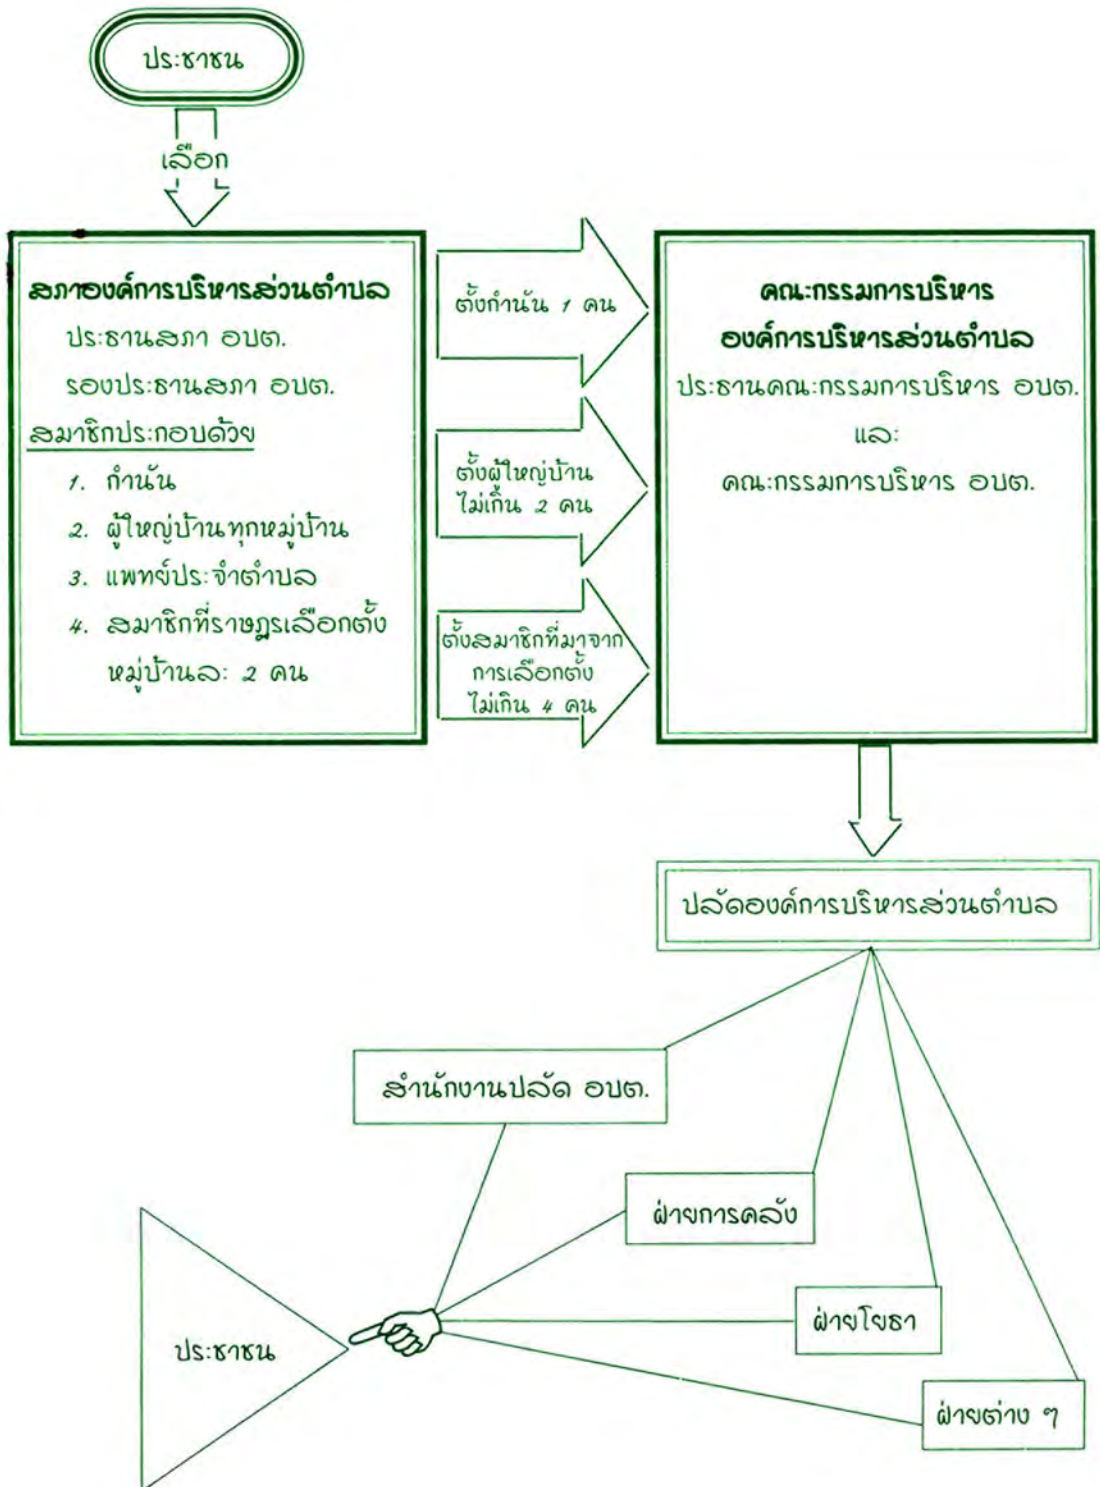 ประชาชน
เลือก
สภาองค์การบริหารส่วนตำบล
ประธานสภา อบต.
รองประธานสภา อบต.
สมาชิกประกอบด้วย
1. กำนัน
2. ผู้ใหญ่บ้านทุกหมู่บ้าน
3. แพทย์ประจำตำบล
4. สมาชิกที่ราษฎรเลือกตั้ง
หมู่บ้านละ 2 คน
ตั้งกำนัน 1 คน
ตั้งผู้ใหญ่บ้าน
ไม่เกิน 2 คน
ตั้งสมาชิกที่มาจาก
การเลือกตั้ง
ไม่เกิน 4 คน
คณะกรรมการบริหาร
องค์การบริหารส่วนตำบล
ประธานคณะกรรมการบริหาร อบต.
และ
คณะกรรมการบริหาร อบต.
ปลัดองค์การบริหารส่วนตำบล
สำนักงานปลัด อบต.
ฝ่ายการคลัง
ฝ่ายโยธา
ฝ่ายต่าง ๆ
ประชาชน